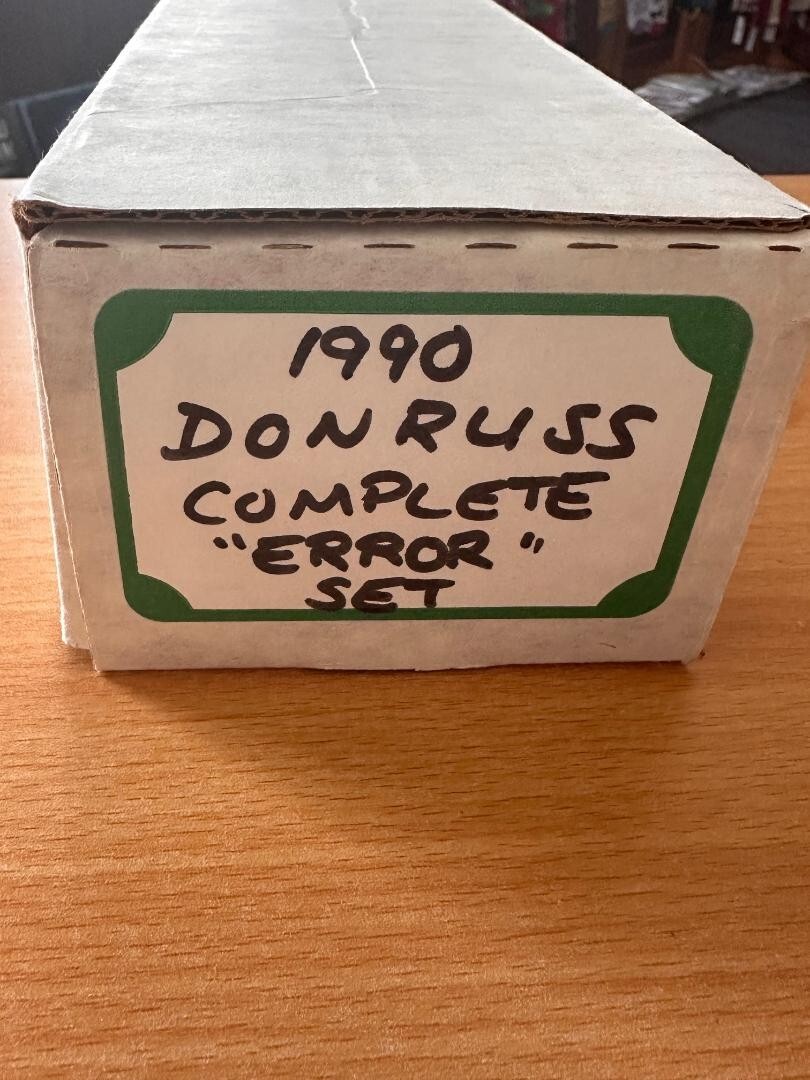 1990
DONRUSS
COMPLETE
"ERROR"
SET